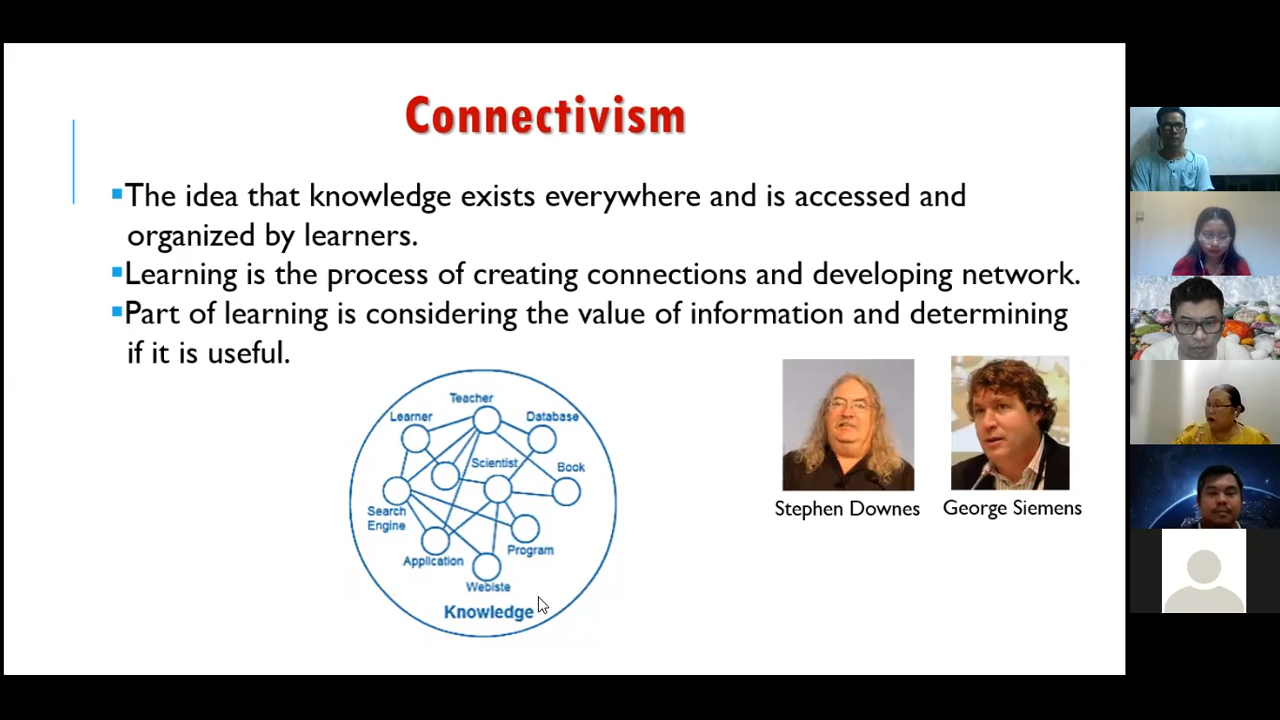 Connectivism
▪The idea that knowledge exists everywhere and is accessed and
organized by learners.
▪Learning is the process of creating connections and developing network.
▪Part of learning is considering the value of information and determining
if it is useful.
Teacher
Learner
Database
Scientist
Book
Search
Engine
Program
Application
Webiste
Knowledge
Stephen Downes
George Siemens